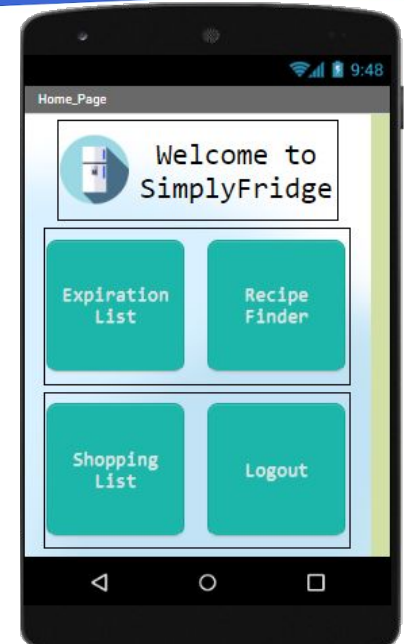 9:48
Home_Page
Welcome to
SimplyFridge
Expiration
List
Recipe
Finder
Shopping
List
Logout